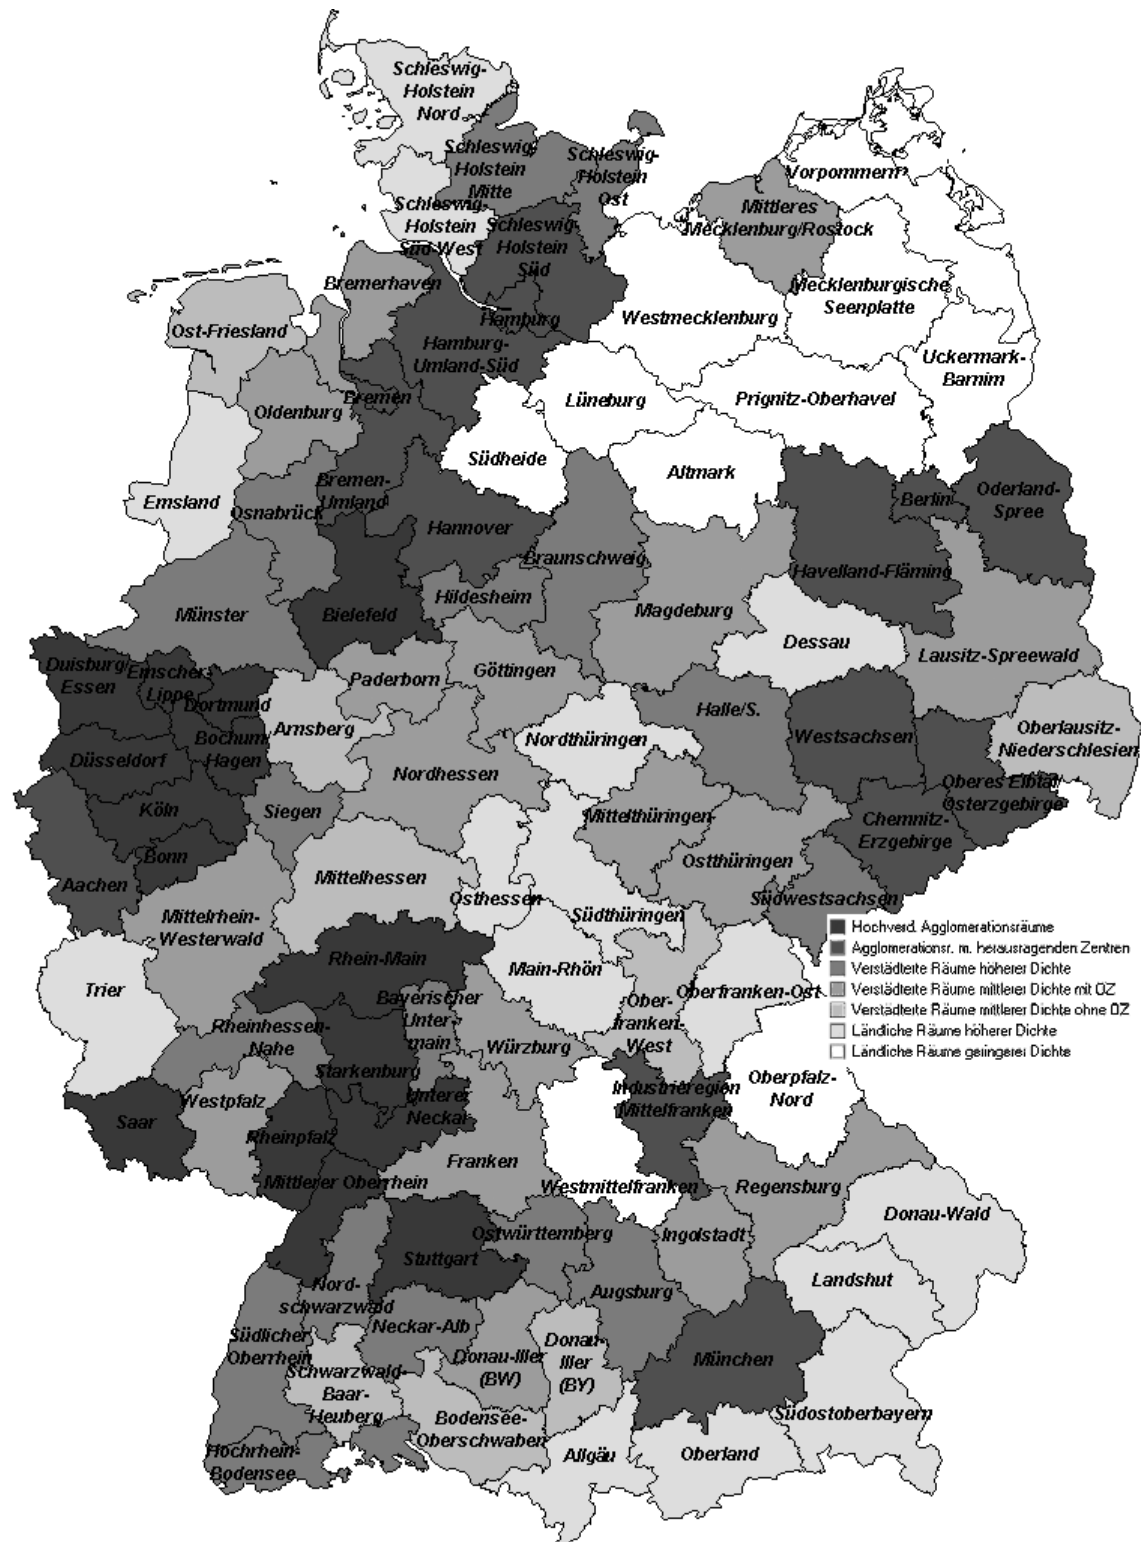 Schleswig-
Holstein
Nord
Schleswig-
Holstein
Mitte
Schleswig-
Holstein
Ost
Vorpommern
Mittleres
Mecklenburg/Rostock
Schleswig-
Holstein
Süd-West
Schleswig-
Holstein
Süd
Bremerhaven
Mecklenburgische
Seenplatte
Ost-Friesland
Hamburg
Westmecklenburg
Hamburg-
Umland-Süd
Uckermark-
Barnim
Oldenburg
Bremen
Lüneburg
Prignitz-Oberhavel
Südheide
Altmark
Emsland
Bremen-
Umland
Berlin
Oderland-
Spree
Osnabrück
Hannover
Braunschweig
Havelland-Fläming
Münster
Bielefeld
Hildesheim
Magdeburg
Dessau
Lausitz-Spreewald
Duisburg/
Essen
Emscher-
Lippe
Dortmund
Paderborn
Göttingen
Arnsberg
Halle/S.
Bochum/
Hagen
Düsseldorf
Nordthüringen
Westsachsen
Oberlausitz-
Niederschlesien
Nordhessen
Köln
Siegen
Mittelthüringen
Oberes Elbtal/
Osterzgebirge
Chemnitz-
Erzgebirge
Bonn
Aachen
Mittelhessen
Osthessen
Ostthüringen
Südwestsachsen
Mittelrhein-
Westerwald
Südthüringen
Hochverd. Agglomerationsräume
Agglomerationsr. m. herausragenden Zentren
Verstädterte Räume höherer Dichte
Verstädterte Räume mittlerer Dichte mit OZ
Verstädterte Räume mittlerer Dichte ohne OZ
Ländliche Räume höherer Dichte
Ländliche Räume geringerer Dichte
Rhein-Main
Main-Rhön
Trier
Oberfranken-Ost
Bayerischer
Unter-
main
Ober-
franken-
West
Rheinhessen-
Nahe
Würzburg
Starkenburg
Oberpfalz-
Nord
Industrieregion
Mittelfranken
Westpfalz
Unterer
Neckar
Saar
Rheinpfalz
Franken
Mittlerer Oberrhein
Westmittelfranken
Regensburg
Donau-Wald
Ostwürttemberg
Ingolstadt
Stuttgart
Landshut
Nord-
schwarzwald
Augsburg
Neckar-Alb
Südlicher
Oberrhein
Donau-Iller
(BW)
Donau-
Iller
(BY)
München
Schwarzwald-
Baar-
Heuberg
Bodensee-
Oberschwaben
Südostoberbayern
Hochrhein-
Bodensee
Allgäu
Oberland